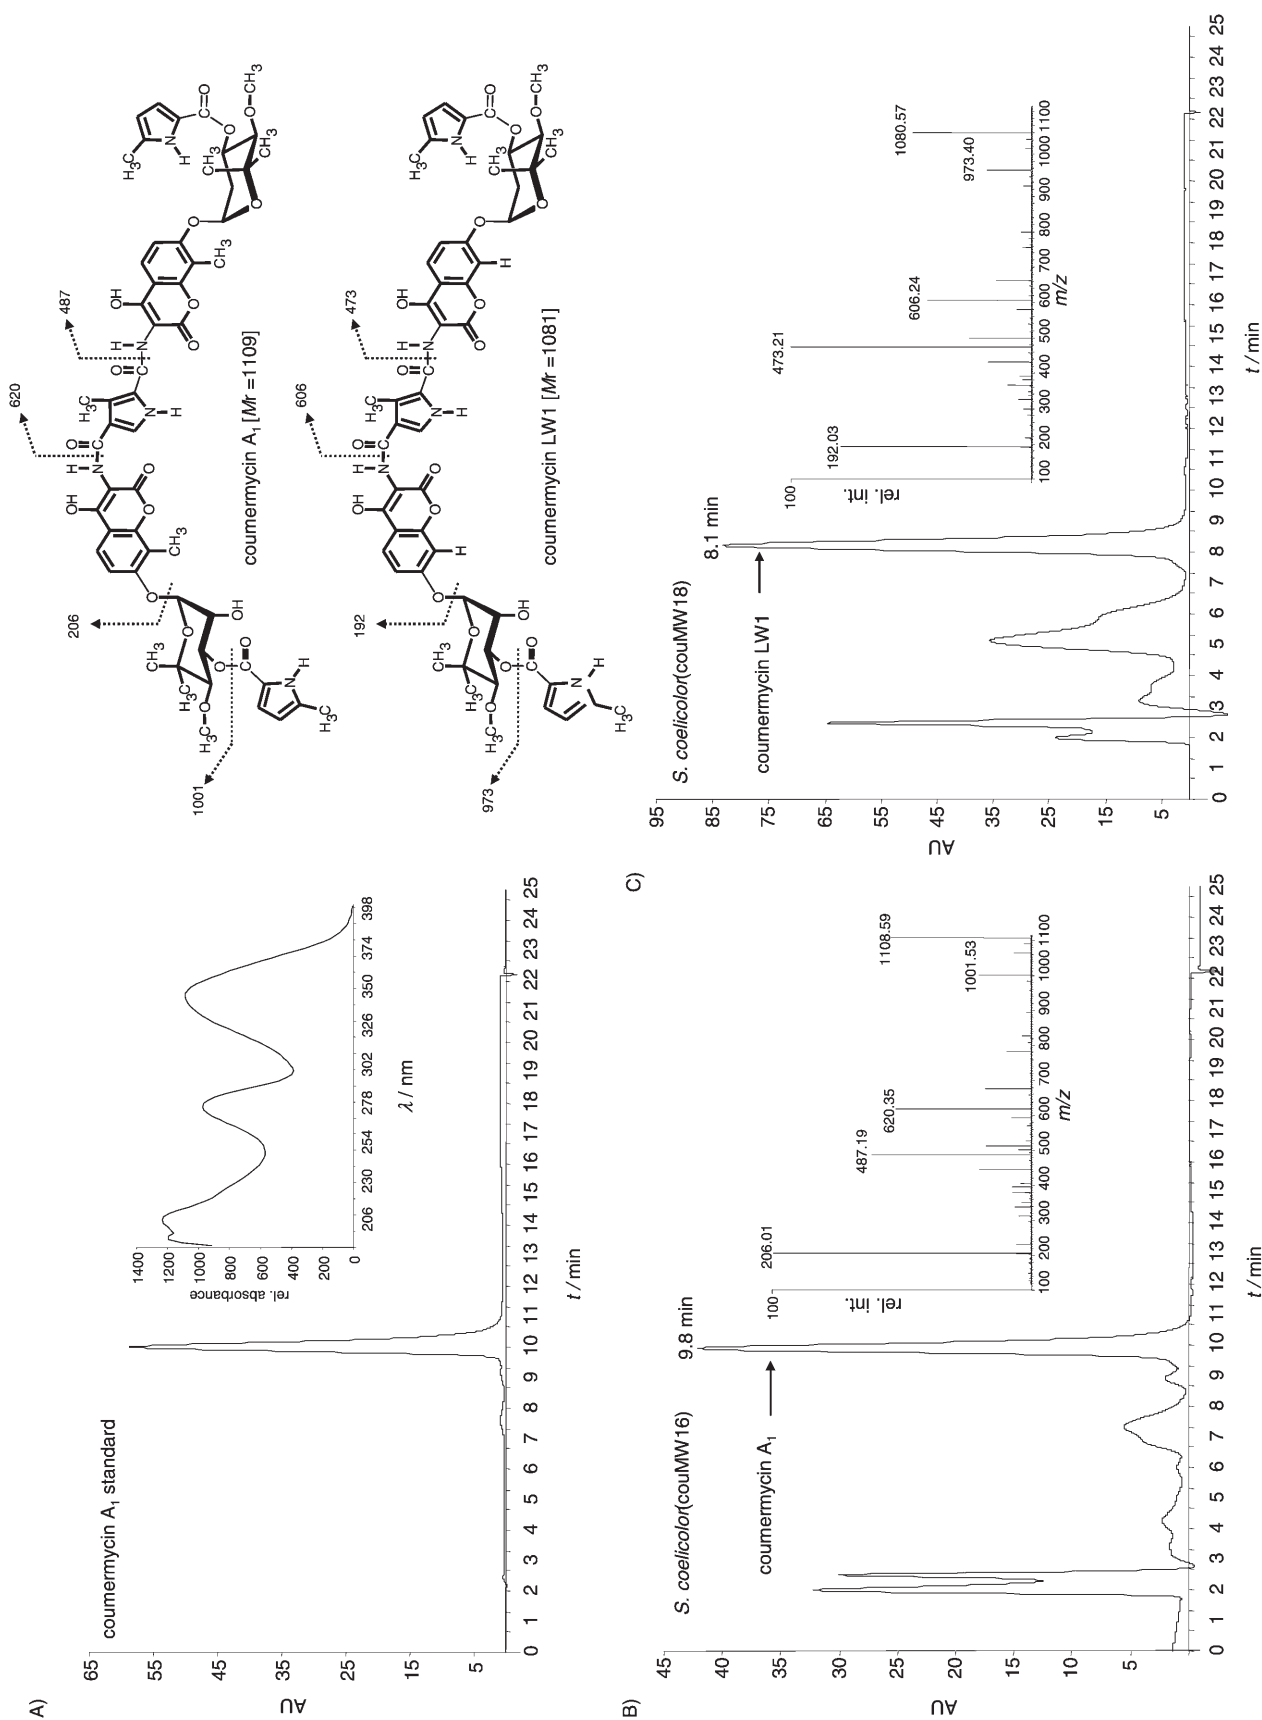 A)
coumermycin A1 standard
AU
65
55
45
35
25
15
5
0 1 2 3 4 5 6 7 8 9 10 11 12 13 14 15 16 17 18 19 20 21 22 23 24 25
t / min
rel. absorbance
1400
1200
1000
800
600
400
200
0
206 230 254 278 302 326 350 374 398
λ / nm
1001
206
620
487
H3C
CH3
OH
O
N
H
C
coumermycin A1 [Mr =1109]
973
192
606
473
H3C
CH3
OH
O
N
H
C
coumermycin LW1 [Mr =1081]
B)
S. coelicolor(couMW16)
coumermycin A1
9.8 min
AU
45
40
35
30
25
20
15
10
5
0 1 2 3 4 5 6 7 8 9 10 11 12 13 14 15 16 17 18 19 20 21 22 23 24 25
t / min
100
rel. int.
206.01
487.19
620.35
1001.53
1108.59
100 200 300 400 500 600 700 800 900 1000 1100
m/z
C)
S. coelicolor(couMW18)
coumermycin LW1
8.1 min
AU
95
85
75
65
55
45
35
25
15
5
0 1 2 3 4 5 6 7 8 9 10 11 12 13 14 15 16 17 18 19 20 21 22 23 24 25
t / min
100
rel. int.
192.03
473.21
606.24
973.40
1080.57
100 200 300 400 500 600 700 800 900 1000 1100
m/z